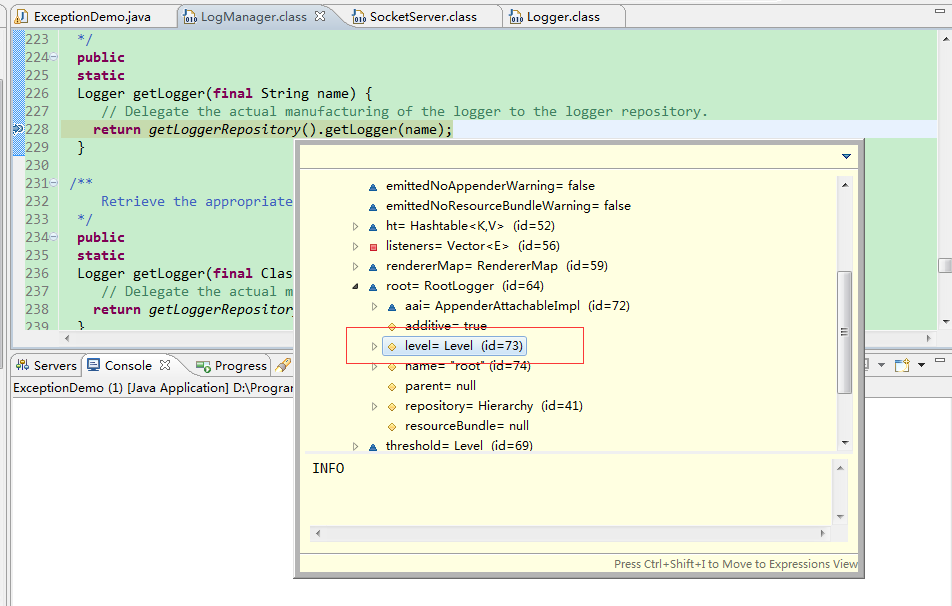 ExceptionDemo.java LogManager.class SocketServer.class Logger.class
223 */
224 public
225 static
226 Logger getLogger(final String name) {
227 // Delegate the actual manufacturing of the logger to the logger repository.
228 return getLoggerRepository().getLogger(name);
229 }
230
231 /**
232 Retrieve the appropriate
233 */
234 public
235 static
236 Logger getLogger(final Clas
237 // Delegate the actual m
238 return getLoggerRepository
239 }
emittedNoAppenderWarning= false
emittedNoResourceBundleWarning= false
ht= Hashtable<K,V> (id=52)
listeners= Vector<E> (id=56)
rendererMap= RendererMap (id=59)
root= RootLogger (id=64)
aai= AppenderAttachableImpl (id=72)
additive= true
level= Level (id=73)
name= "root" (id=74)
parent= null
repository= Hierarchy (id=41)
resourceBundle= null
threshold= Level (id=69)
INFO
Press Ctrl+Shift+I to Move to Expressions View
Servers Console Progress
ExceptionDemo (1) [Java Application] D:\Progran